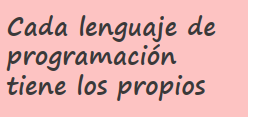 Cada lenguaje de
programación
tiene los propios